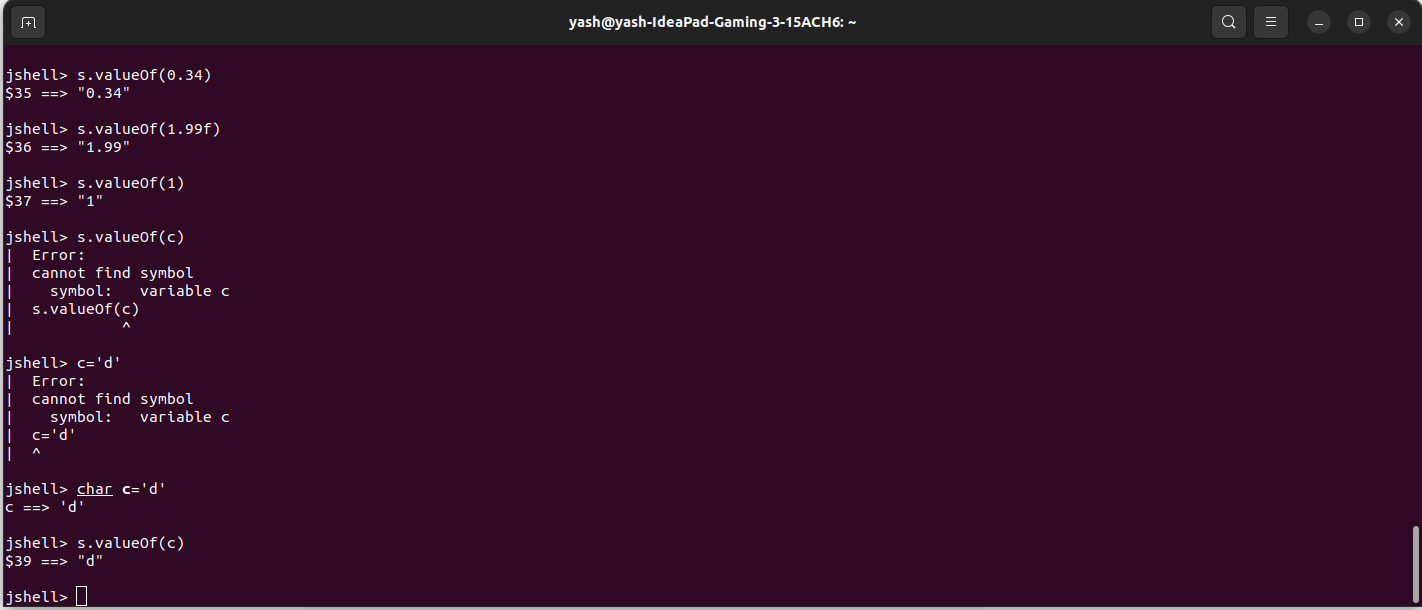 yash@yash-IdeaPad-Gaming-3-15ACH6: ~
jshell> s.valueOf(0.34)
$35 ==> "0.34"
jshell> s.valueOf(1.99f)
$36 ==> "1.99"
jshell> s.valueOf(1)
$37 ==> "1"
jshell> s.valueOf(c)
|  Error:
|  cannot find symbol
|    symbol:   variable c
|  s.valueOf(c)
|            ^
jshell> c='d'
|  Error:
|  cannot find symbol
|    symbol:   variable c
|  c='d'
|  ^
jshell> char c='d'
c ==> 'd'
jshell> s.valueOf(c)
$39 ==> "d"
jshell>